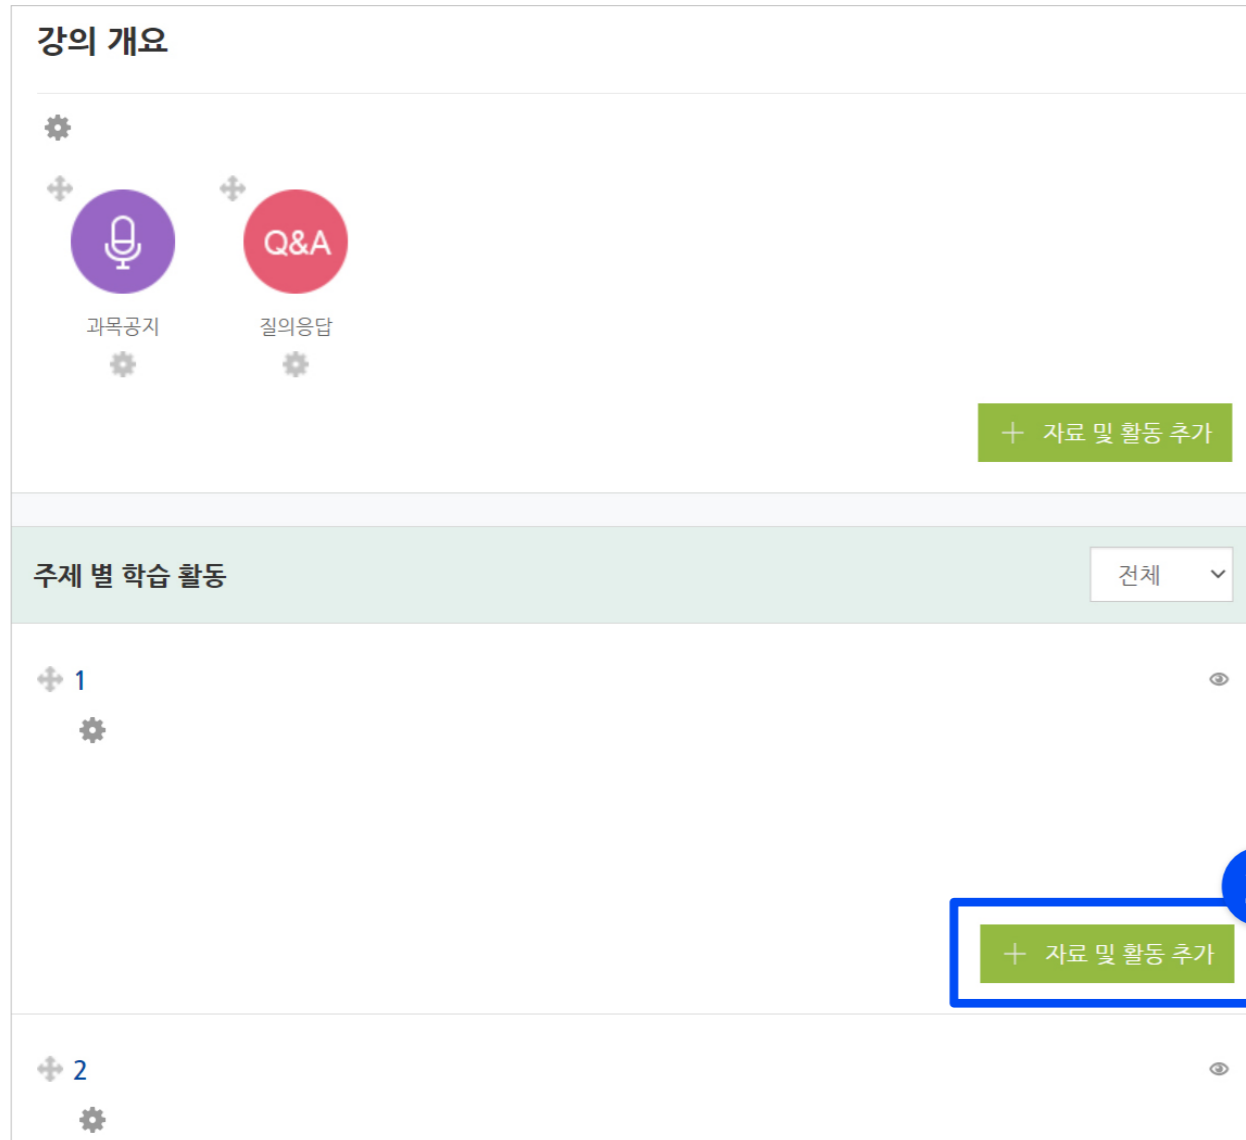 강의 개요
Q&A
과목공지
질의응답
+ 자료 및 활동 추가
주제 별 학습 활동
전체
1
+ 자료 및 활동 추가
2